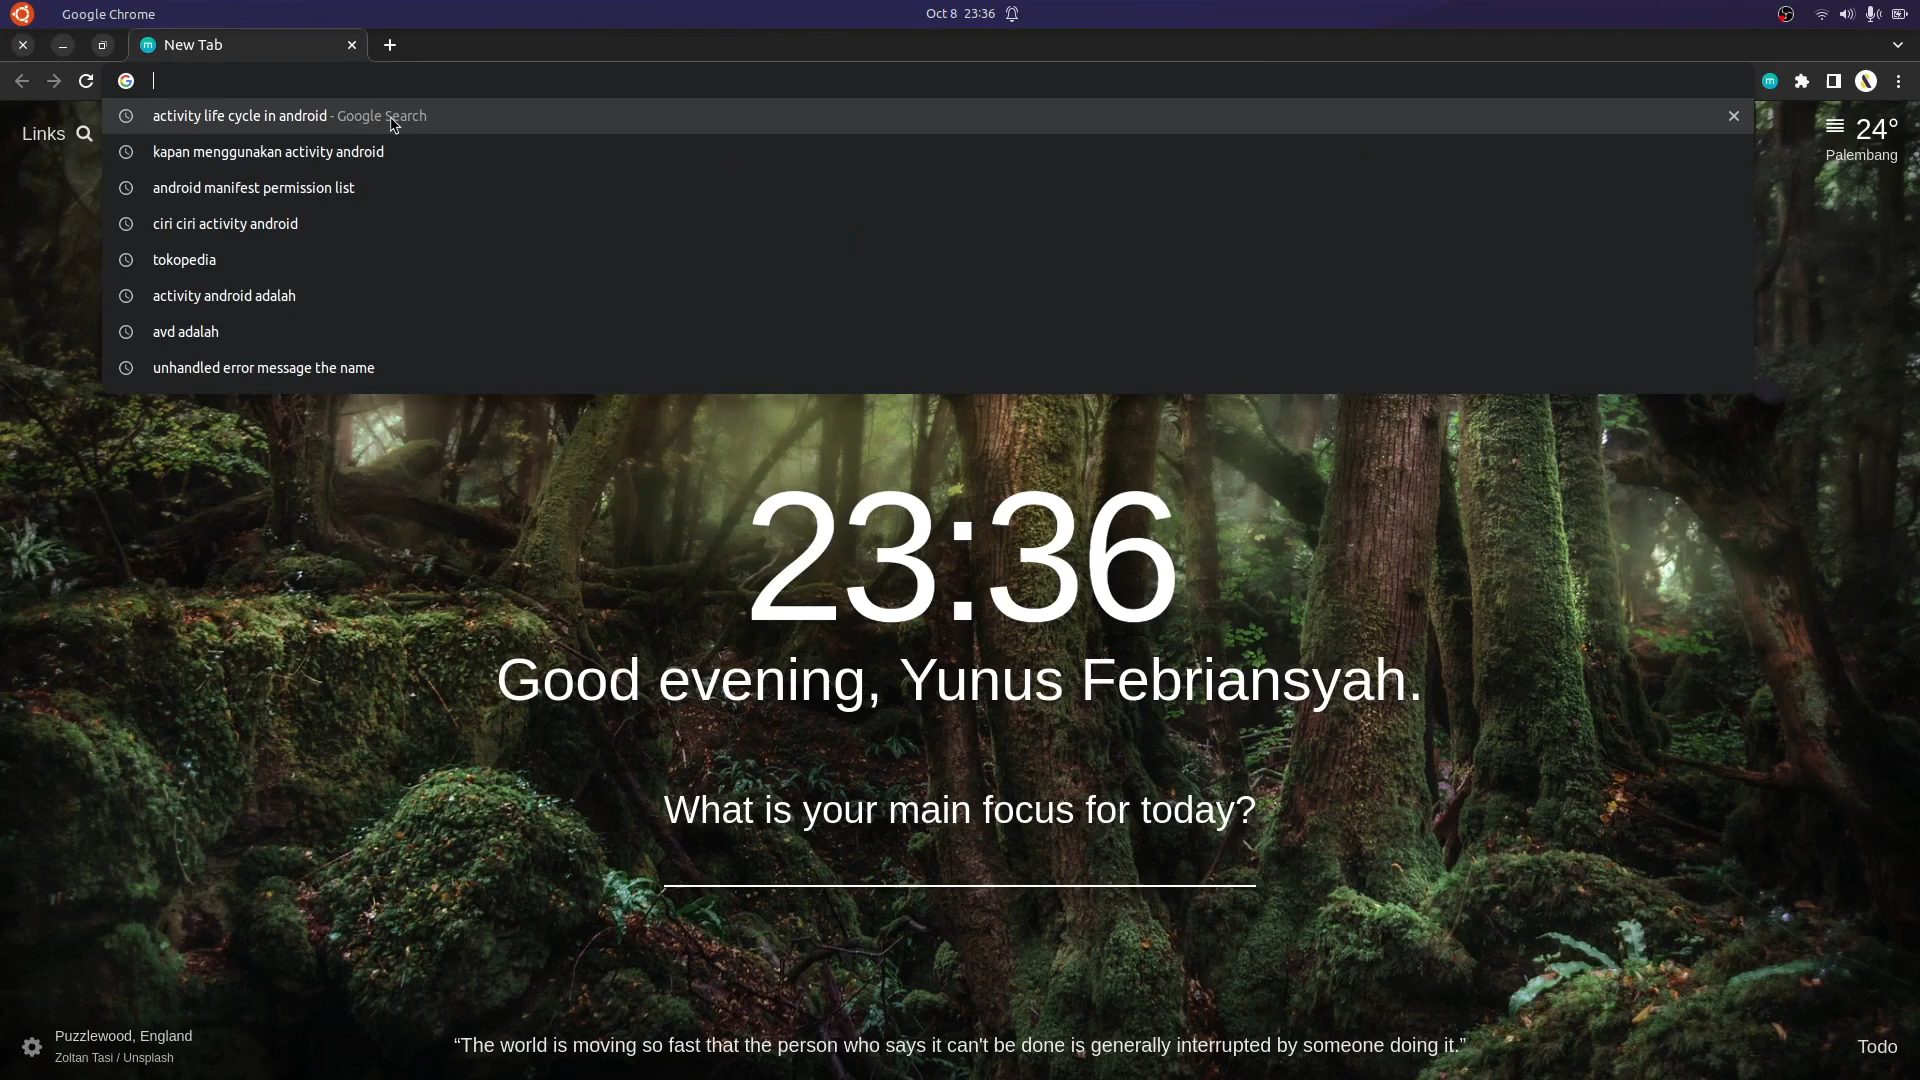 Google Chrome
Oct 8 23:36
New Tab
activity life cycle in android - Google Search
kapan menggunakan activity android
android manifest permission list
ciri ciri activity android
tokopedia
activity android adalah
avd adalah
unhandled error message the name
Links
24°
Palembang
23:36
Good evening, Yunus Febriansyah.
What is your main focus for today?
Puzzlewood, England
Zoltan Tasi / Unsplash
“The world is moving so fast that the person who says it can't be done is generally interrupted by someone doing it.”
Todo